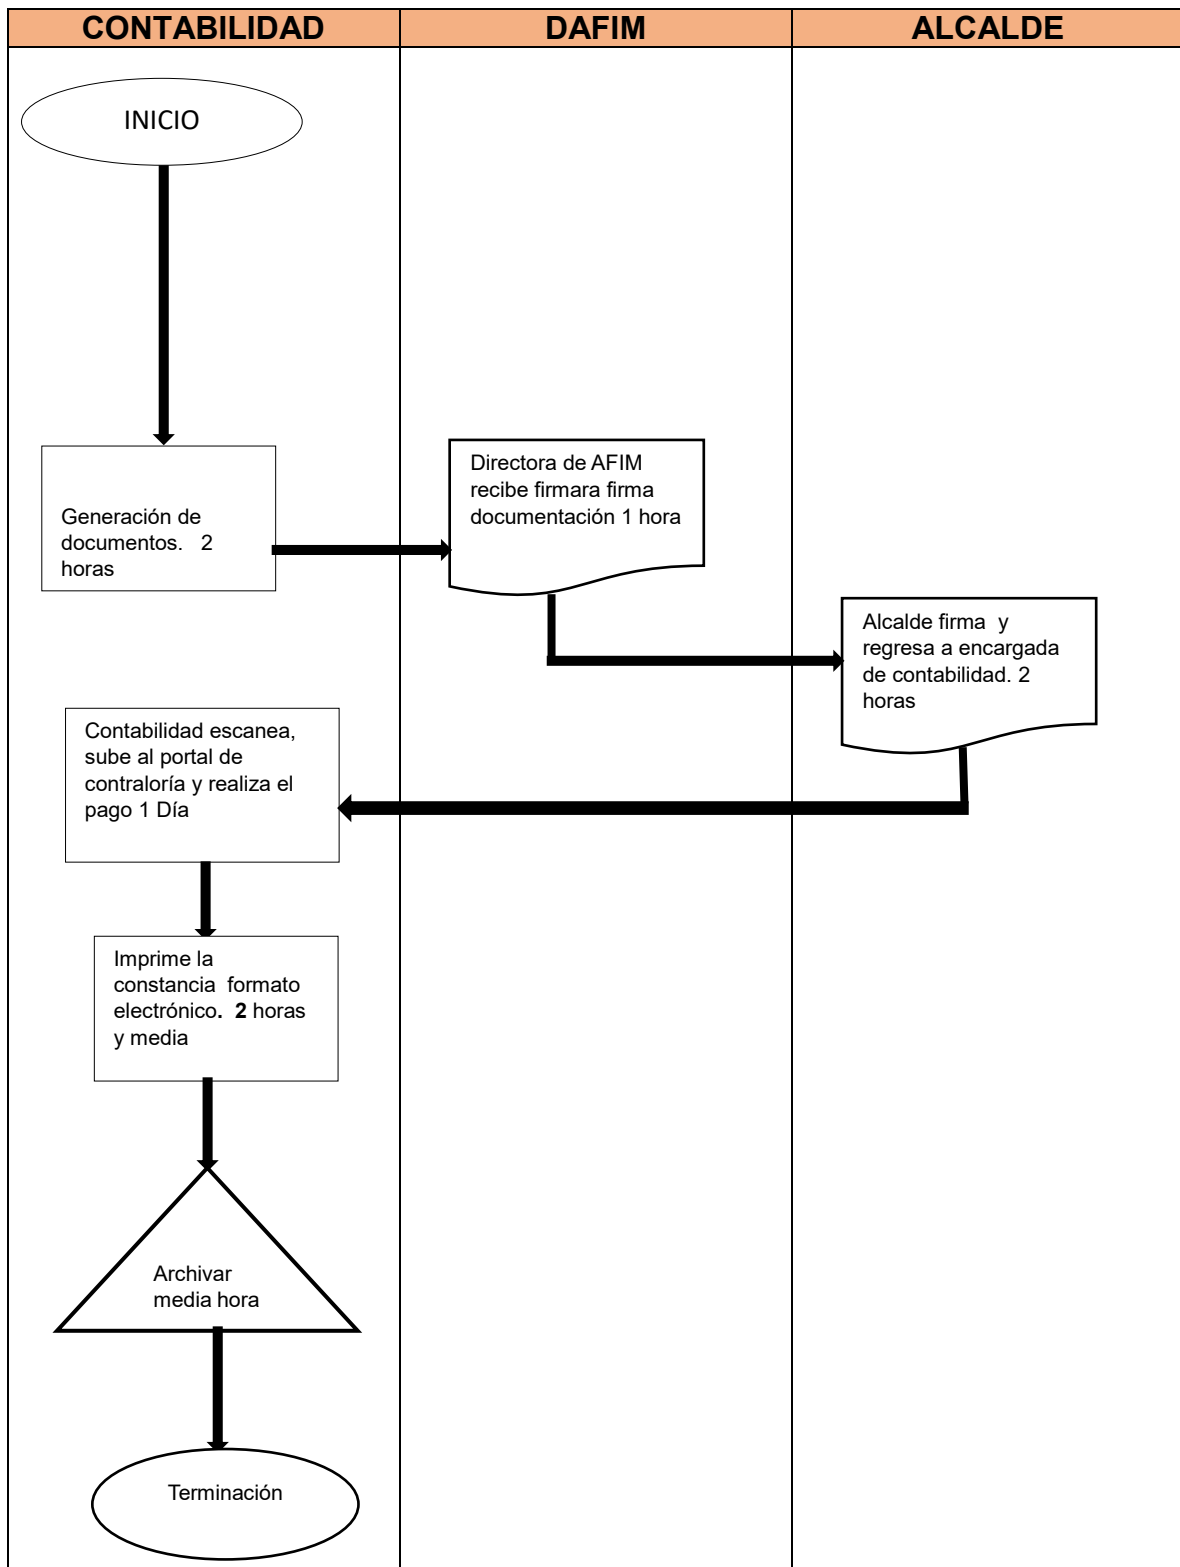 CONTABILIDAD
DAFIM
ALCALDE
INICIO
Generación de
documentos. 2
horas
Directora de AFIM
recibe firmara firma
documentación 1 hora
Alcalde firma y
regresa a encargada
de contabilidad. 2
horas
Contabilidad escanea,
sube al portal de
contraloría y realiza el
pago 1 Día
Imprime la
constancia formato
electrónico. 2 horas
y media
Archivar
media hora
Terminación